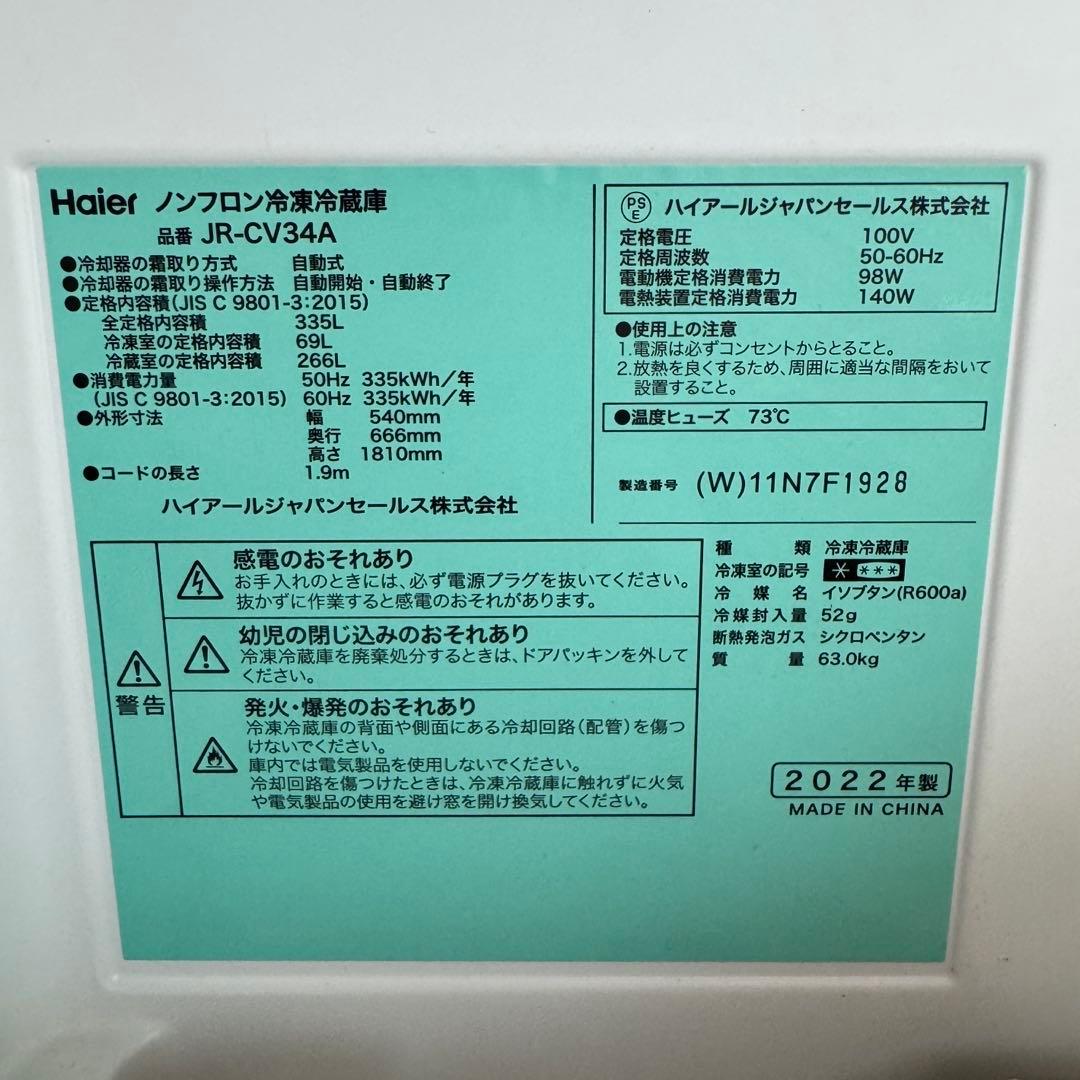 Haier ノンフロン冷凍冷蔵庫
品番 JR-CV34A
●冷却器の霜取り方式 自動式
●冷却器の霜取り操作方法 自動開始・自動終了
●定格内容積(JIS C 9801-3:2015)
全定格内容積 335L
冷凍室の定格内容積 69L
冷蔵室の定格内容積 266L
●消費電力量 50Hz 335kWh/年
(JIS C 9801-3:2015) 60Hz 335kWh/年
●外形寸法 幅 540mm
奥行 666mm
高さ 1810mm
●コードの長さ 1.9m
ハイアールジャパンセールス株式会社
PS E ハイアールジャパンセールス株式会社
定格電圧 100V
定格周波数 50-60Hz
電動機定格消費電力 98W
電熱装置定格消費電力 140W
●使用上の注意
1.電源は必ずコンセントからとること。
2.放熱を良くするため、周囲に適当な間隔をおいて
設置すること。
●温度ヒューズ 73℃
製造番号 (W)11N7F1928
警告
感電のおそれあり
お手入れのときには、必ず電源プラグを抜いてください。
抜かずに作業すると感電のおそれがあります。
幼児の閉じ込みのおそれあり
冷凍冷蔵庫を廃棄処分するときは、ドアパッキンを外して
ください。
発火・爆発のおそれあり
冷凍冷蔵庫の背面や側面にある冷却回路(配管)を傷つ
けないでください。
庫内では電気製品を使用しないでください。
冷却回路を傷つけたときは、冷凍冷蔵庫に触れずに火気
や電気製品の使用を避け窓を開け換気してください。
種類 冷凍冷蔵庫
冷凍室の記号 * ***
冷媒名 イソブタン(R600a)
冷媒封入量 52g
断熱発泡ガス シクロペンタン
質量 63.0kg
2022年製
MADE IN CHINA